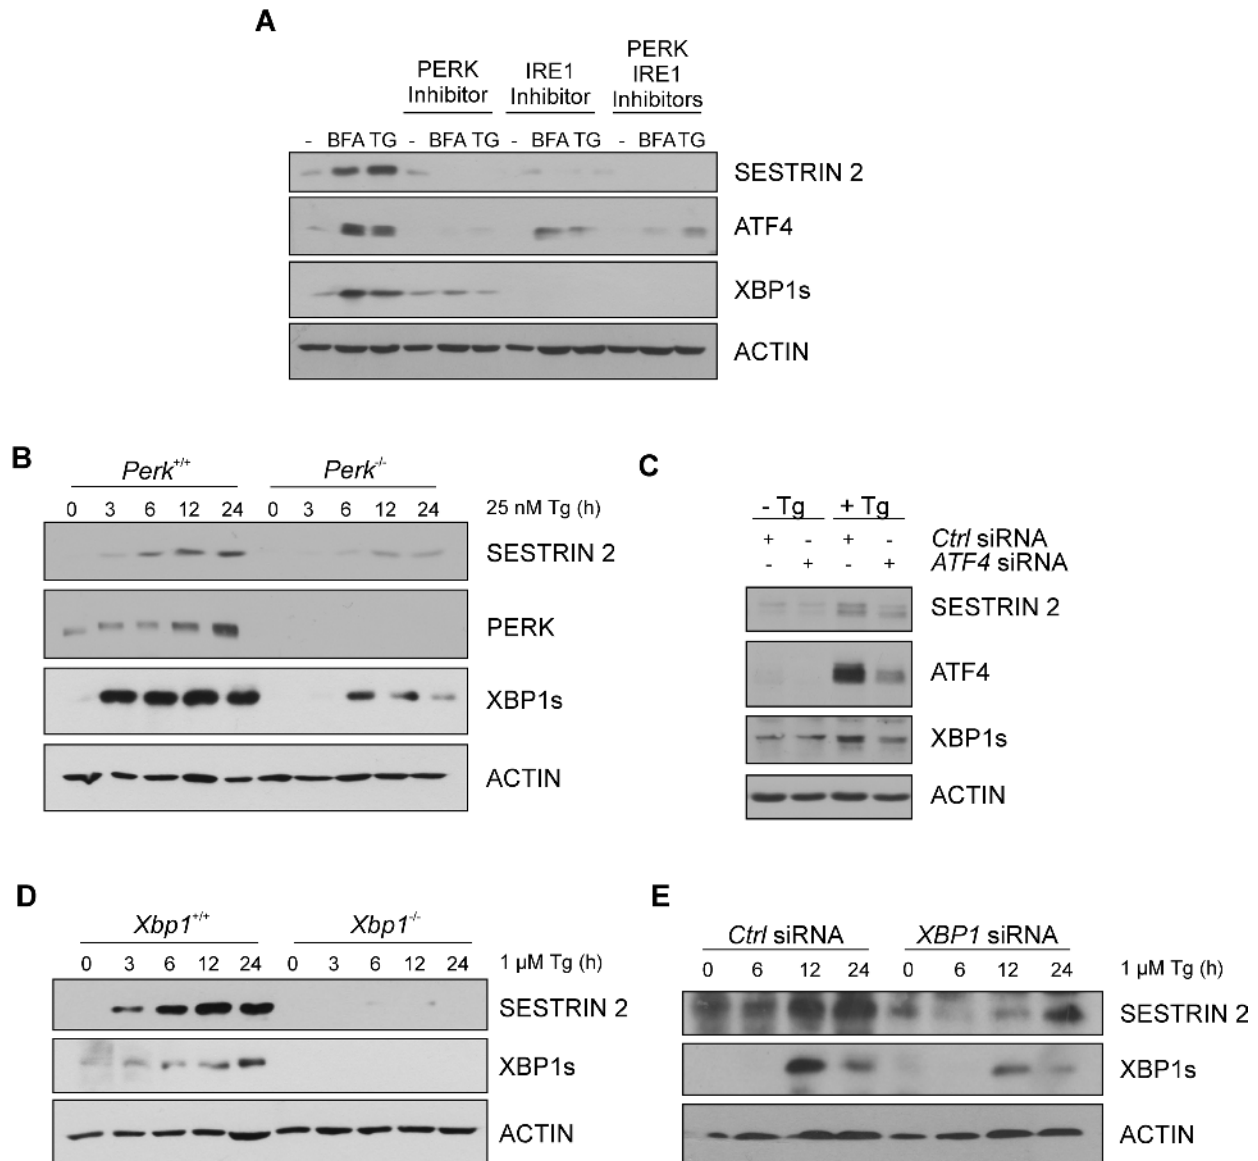 A
PERK
Inhibitor
IRE1
Inhibitor
PERK
IRE1
Inhibitors
- BFA TG - BFA TG - BFA TG - BFA TG
SESTRIN 2
ATF4
XBP1s
ACTIN
B
Perk+/+ Perk-/-
0 3 6 12 24 0 3 6 12 24 25 nM Tg (h)
SESTRIN 2
PERK
XBP1s
ACTIN
C
- Tg + Tg
+ - + - Ctrl siRNA
- + - + ATF4 siRNA
SESTRIN 2
ATF4
XBP1s
ACTIN
D
Xbp1+/+ Xbp1-/-
0 3 6 12 24 0 3 6 12 24 1 µM Tg (h)
SESTRIN 2
XBP1s
ACTIN
E
Ctrl siRNA XBP1 siRNA
0 6 12 24 0 6 12 24 1 µM Tg (h)
SESTRIN 2
XBP1s
ACTIN